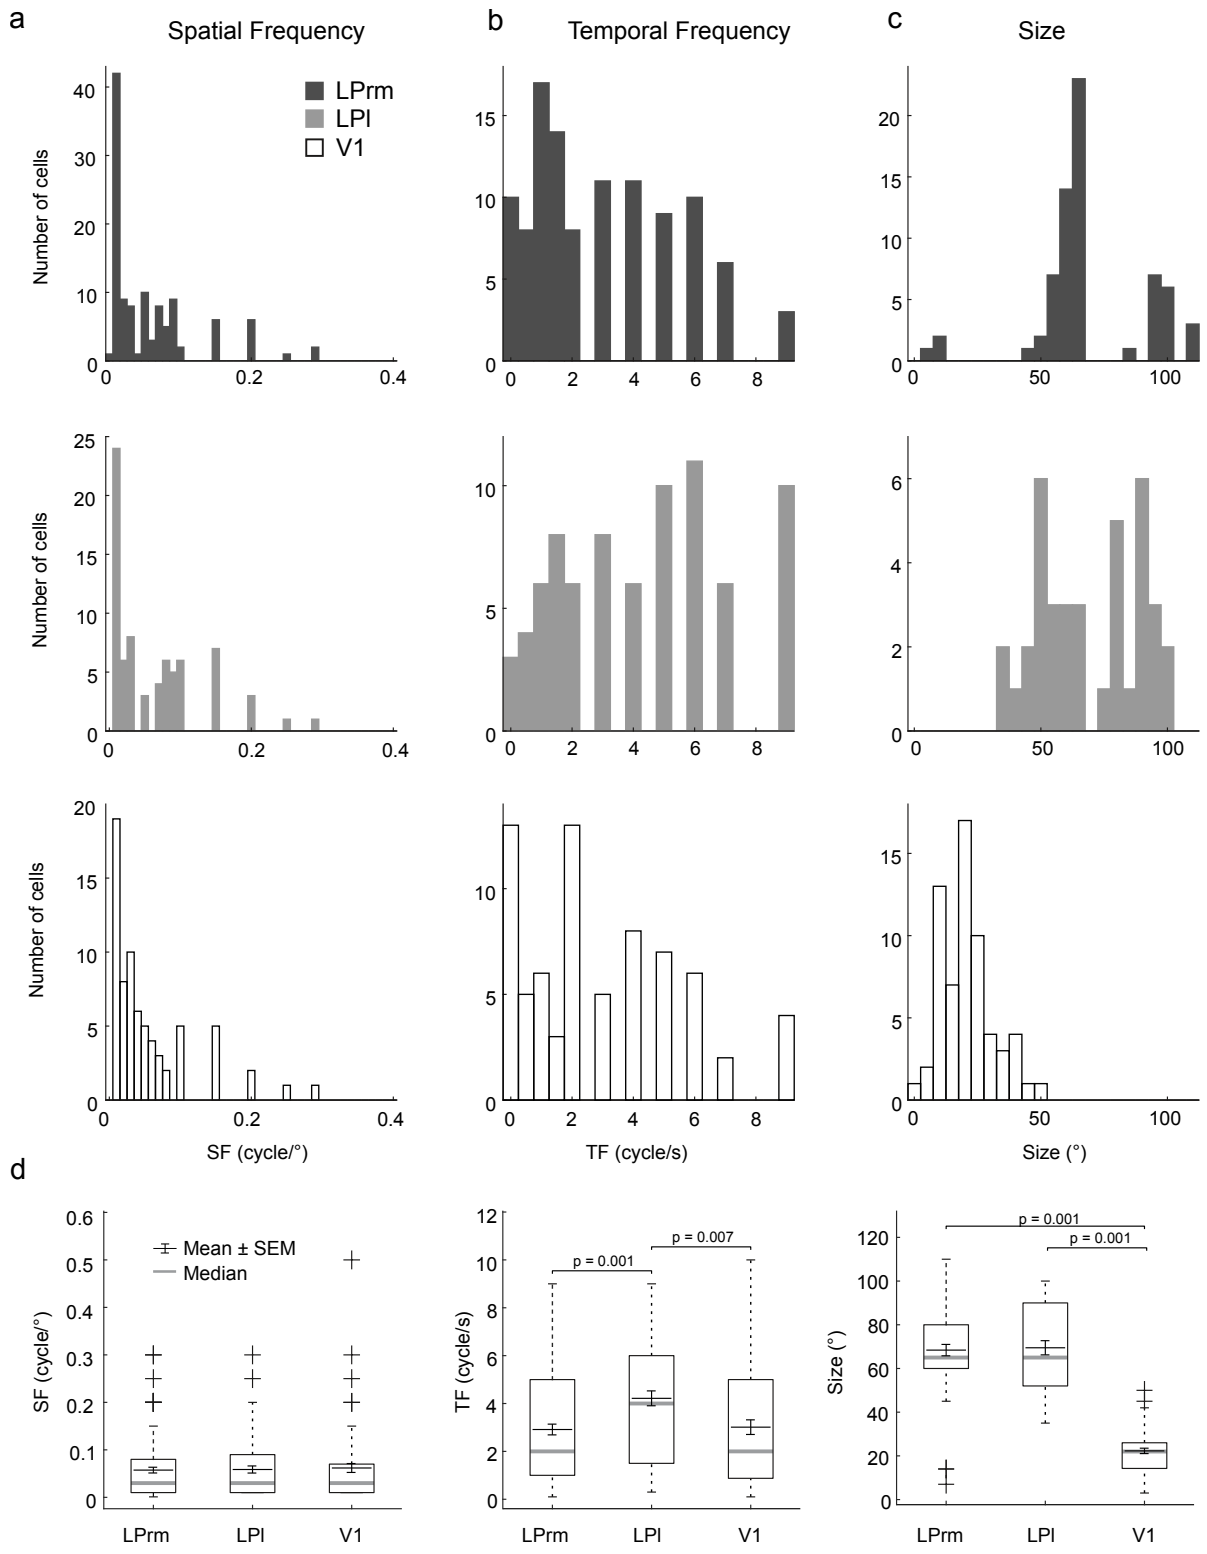 a
Spatial Frequency
b
Temporal Frequency
c
Size
LPrm
LPl
V1
Number of cells
40
30
20
10
0
0
0.2
0.4
15
10
5
0
0
2
4
6
8
20
15
10
5
0
0
50
100
Number of cells
25
20
15
10
5
0
0
0.2
0.4
10
5
0
0
2
4
6
8
6
4
2
0
0
50
100
Number of cells
20
15
10
5
0
0
0.2
0.4
SF (cycle/°)
10
5
0
0
2
4
6
8
TF (cycle/s)
15
10
5
0
0
50
100
Size (°)
d
SF (cycle/°)
0.6
0.5
0.4
0.3
0.2
0.1
0
Mean ± SEM
Median
LPrm
LPl
V1
TF (cycle/s)
12
10
8
6
4
2
0
p = 0.001
p = 0.007
LPrm
LPl
V1
Size (°)
120
100
80
60
40
20
0
p = 0.001
p = 0.001
LPrm
LPl
V1